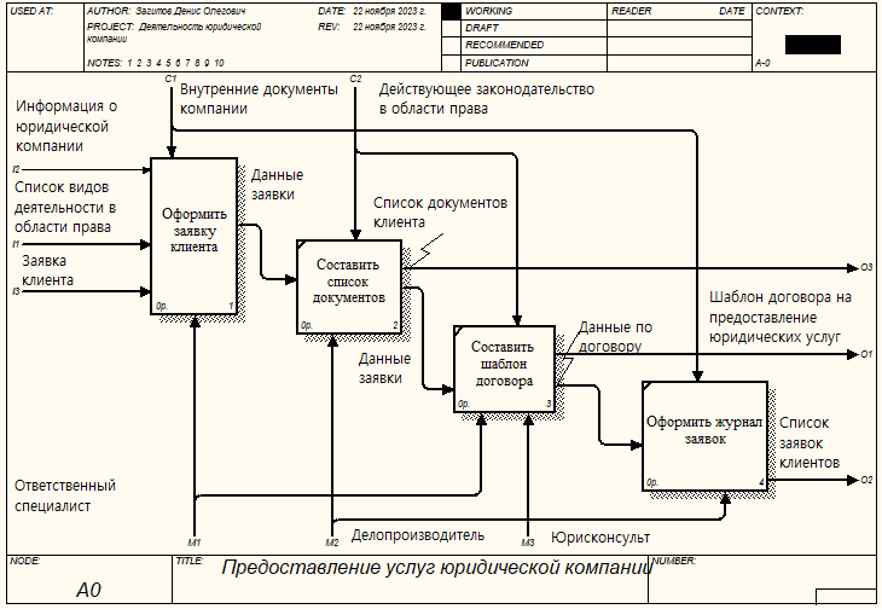 USED AT:
AUTHOR: Загитов Денис Олегович
DATE: 22 ноября 2023 г.
WORKING
READER
DATE
CONTEXT:
PROJECT: Деятельность юридической
компании
REV: 22 ноября 2023 г.
DRAFT
RECOMMENDED
NOTES: 1 2 3 4 5 6 7 8 9 10
PUBLICATION
A-0
C1
Внутренние документы
компании
C2
Действующее законодательство
в области права
Информация о
юридической
компании
I2
Список видов
деятельности в
области права
I1
Заявка
клиента
I3
Оформить
заявку
клиента
0р.
1
Данные
заявки
Составить
список
документов
0р.
2
Список документов
клиента
O3
Данные
заявки
Составить
шаблон
договора
0р.
3
Данные по
договору
Шаблон договора на
предоставление
юридических услуг
O1
Оформить журнал
заявок
0р.
4
Список
заявок
клиентов
O2
Ответственный
специалист
M1
M2
Делопроизводитель
M3
Юрисконсульт
NODE:
A0
TITLE:
Предоставление услуг юридической компании
NUMBER: